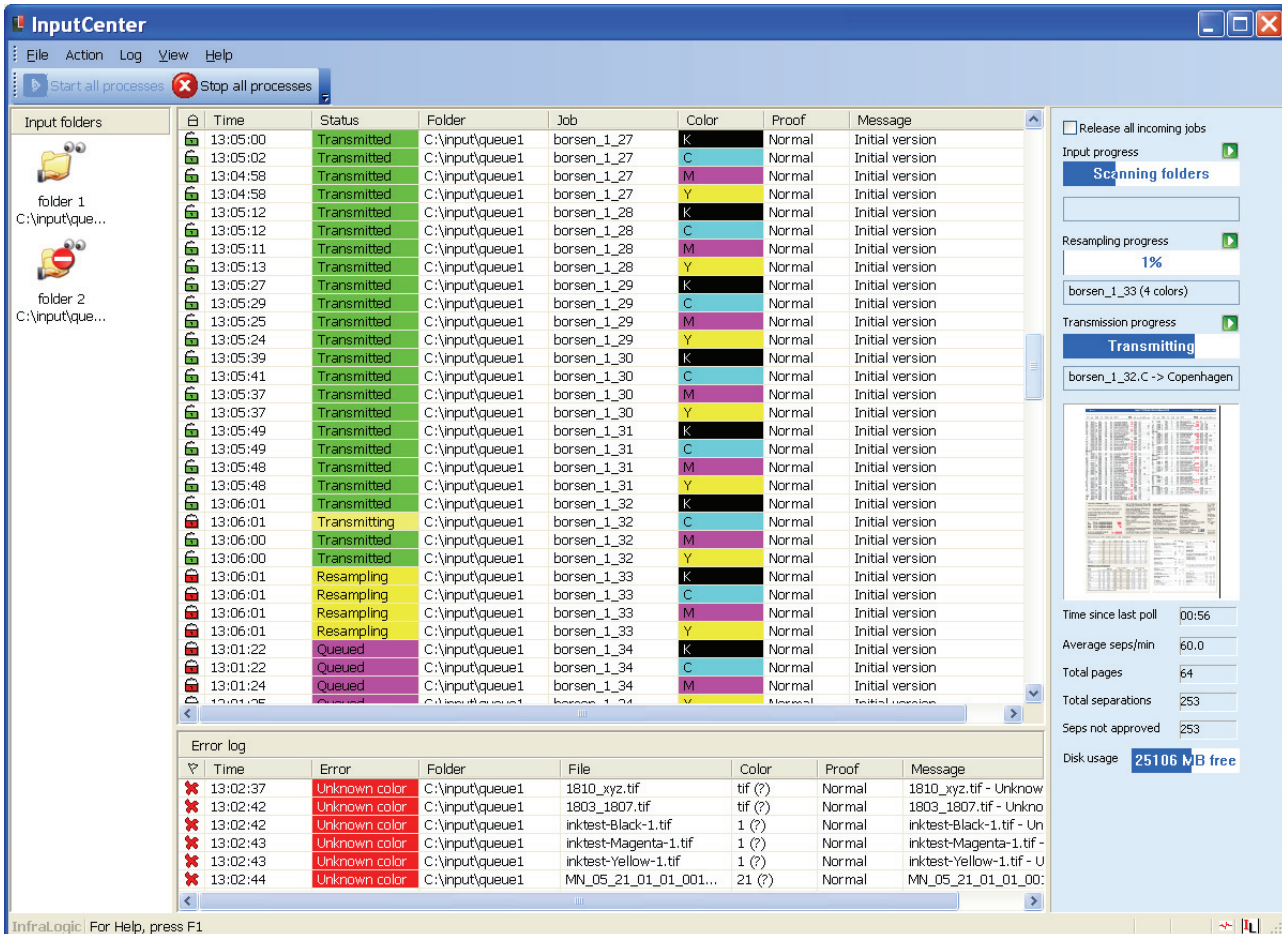 InputCenter
File Action Log View Help
Start all processes Stop all processes
Input folders
folder 1
C:\input\que...
folder 2
C:\input\que...
Time Status Folder Job Color Proof Message
13:05:00 Transmitted C:\input\queue1 borsen_1_27 K Normal Initial version
13:05:02 Transmitted C:\input\queue1 borsen_1_27 C Normal Initial version
13:04:58 Transmitted C:\input\queue1 borsen_1_27 M Normal Initial version
13:04:58 Transmitted C:\input\queue1 borsen_1_27 Y Normal Initial version
13:05:12 Transmitted C:\input\queue1 borsen_1_28 K Normal Initial version
13:05:12 Transmitted C:\input\queue1 borsen_1_28 C Normal Initial version
13:05:11 Transmitted C:\input\queue1 borsen_1_28 M Normal Initial version
13:05:13 Transmitted C:\input\queue1 borsen_1_28 Y Normal Initial version
13:05:27 Transmitted C:\input\queue1 borsen_1_29 K Normal Initial version
13:05:29 Transmitted C:\input\queue1 borsen_1_29 C Normal Initial version
13:05:25 Transmitted C:\input\queue1 borsen_1_29 M Normal Initial version
13:05:24 Transmitted C:\input\queue1 borsen_1_29 Y Normal Initial version
13:05:39 Transmitted C:\input\queue1 borsen_1_30 K Normal Initial version
13:05:41 Transmitted C:\input\queue1 borsen_1_30 C Normal Initial version
13:05:37 Transmitted C:\input\queue1 borsen_1_30 M Normal Initial version
13:05:37 Transmitted C:\input\queue1 borsen_1_30 Y Normal Initial version
13:05:49 Transmitted C:\input\queue1 borsen_1_31 K Normal Initial version
13:05:49 Transmitted C:\input\queue1 borsen_1_31 C Normal Initial version
13:05:48 Transmitted C:\input\queue1 borsen_1_31 M Normal Initial version
13:05:48 Transmitted C:\input\queue1 borsen_1_31 Y Normal Initial version
13:06:01 Transmitted C:\input\queue1 borsen_1_32 K Normal Initial version
13:06:01 Transmitting C:\input\queue1 borsen_1_32 C Normal Initial version
13:06:00 Transmitted C:\input\queue1 borsen_1_32 M Normal Initial version
13:06:00 Transmitted C:\input\queue1 borsen_1_32 Y Normal Initial version
13:06:01 Resampling C:\input\queue1 borsen_1_33 K Normal Initial version
13:06:01 Resampling C:\input\queue1 borsen_1_33 C Normal Initial version
13:06:01 Resampling C:\input\queue1 borsen_1_33 M Normal Initial version
13:06:01 Resampling C:\input\queue1 borsen_1_33 Y Normal Initial version
13:01:22 Queued C:\input\queue1 borsen_1_34 K Normal Initial version
13:01:22 Queued C:\input\queue1 borsen_1_34 C Normal Initial version
13:01:24 Queued C:\input\queue1 borsen_1_34 M Normal Initial version
Error log
Time Error Folder File Color Proof Message
13:02:37 Unknown color C:\input\queue1 1810_xyz.tif tif (?) Normal 1810_xyz.tif - Unknow
13:02:42 Unknown color C:\input\queue1 1803_1807.tif tif (?) Normal 1803_1807.tif - Unkno
13:02:42 Unknown color C:\input\queue1 inktest-Black-1.tif 1 (?) Normal inktest-Black-1.tif - Un
13:02:43 Unknown color C:\input\queue1 inktest-Magenta-1.tif 1 (?) Normal inktest-Magenta-1.tif -
13:02:43 Unknown color C:\input\queue1 inktest-Yellow-1.tif 1 (?) Normal inktest-Yellow-1.tif - U
13:02:44 Unknown color C:\input\queue1 MN_05_21_01_01_001... 21 (?) Normal MN_05_21_01_01_001
Release all incoming jobs
Input progress
Scanning folders
Resampling progress
1%
borsen_1_33 (4 colors)
Transmission progress
Transmitting
borsen_1_32.C -> Copenhagen
Time since last poll 00:56
Average seps/min 60.0
Total pages 64
Total separations 253
Seps not approved 253
Disk usage 25106 MB free
InfraLogic For Help, press F1
IL